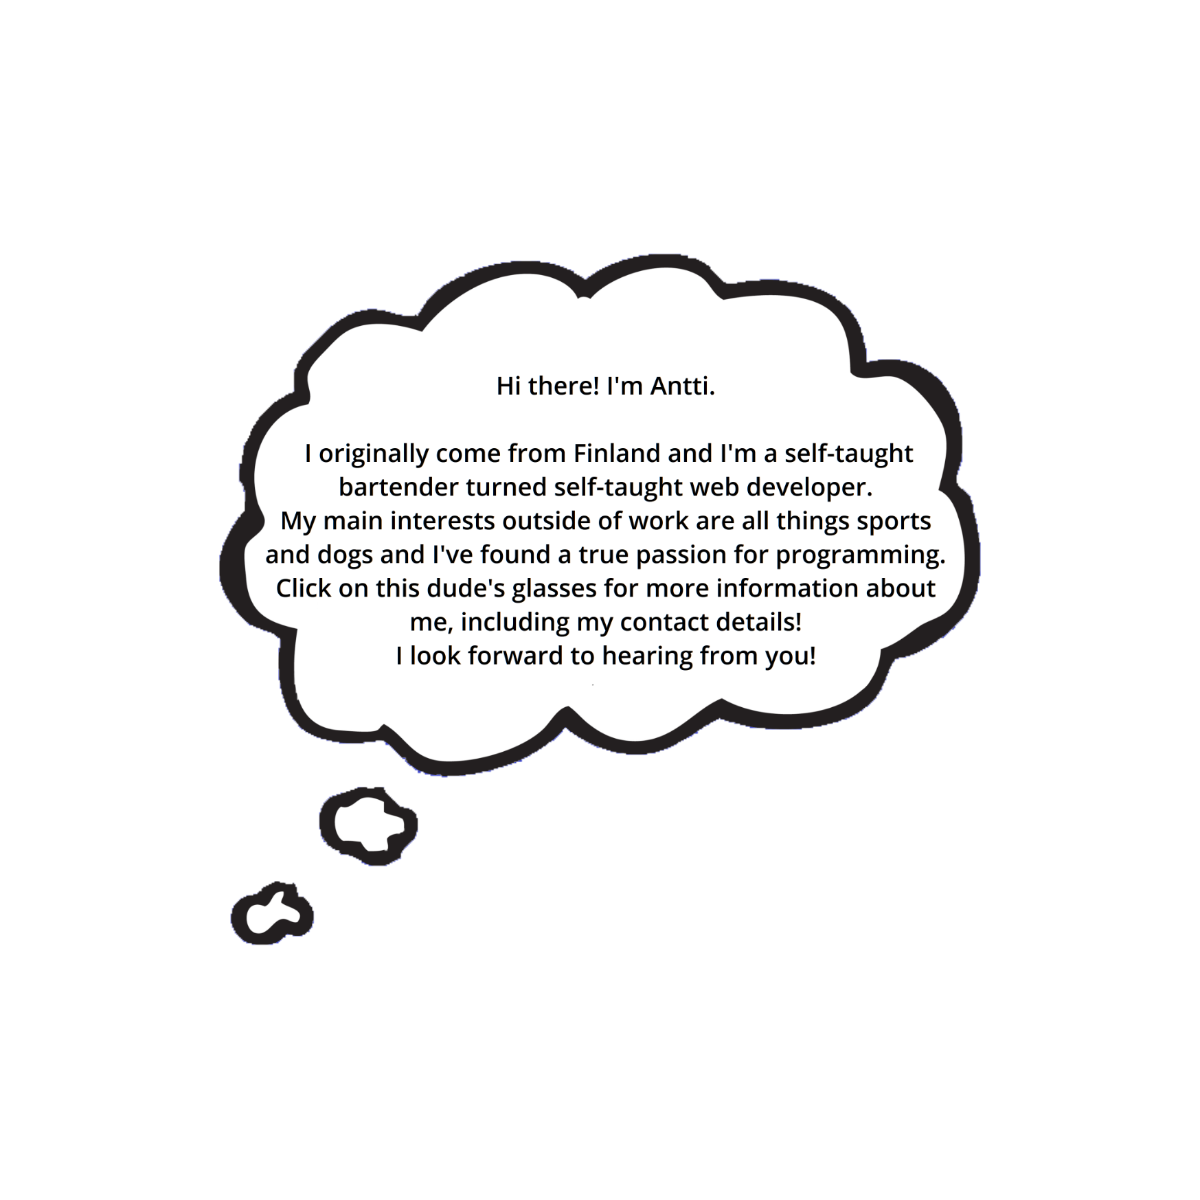 Hi there! I'm Antti.
I originally come from Finland and I'm a self-taught
bartender turned self-taught web developer.
My main interests outside of work are all things sports
and dogs and I've found a true passion for programming.
Click on this dude's glasses for more information about
me, including my contact details!
I look forward to hearing from you!